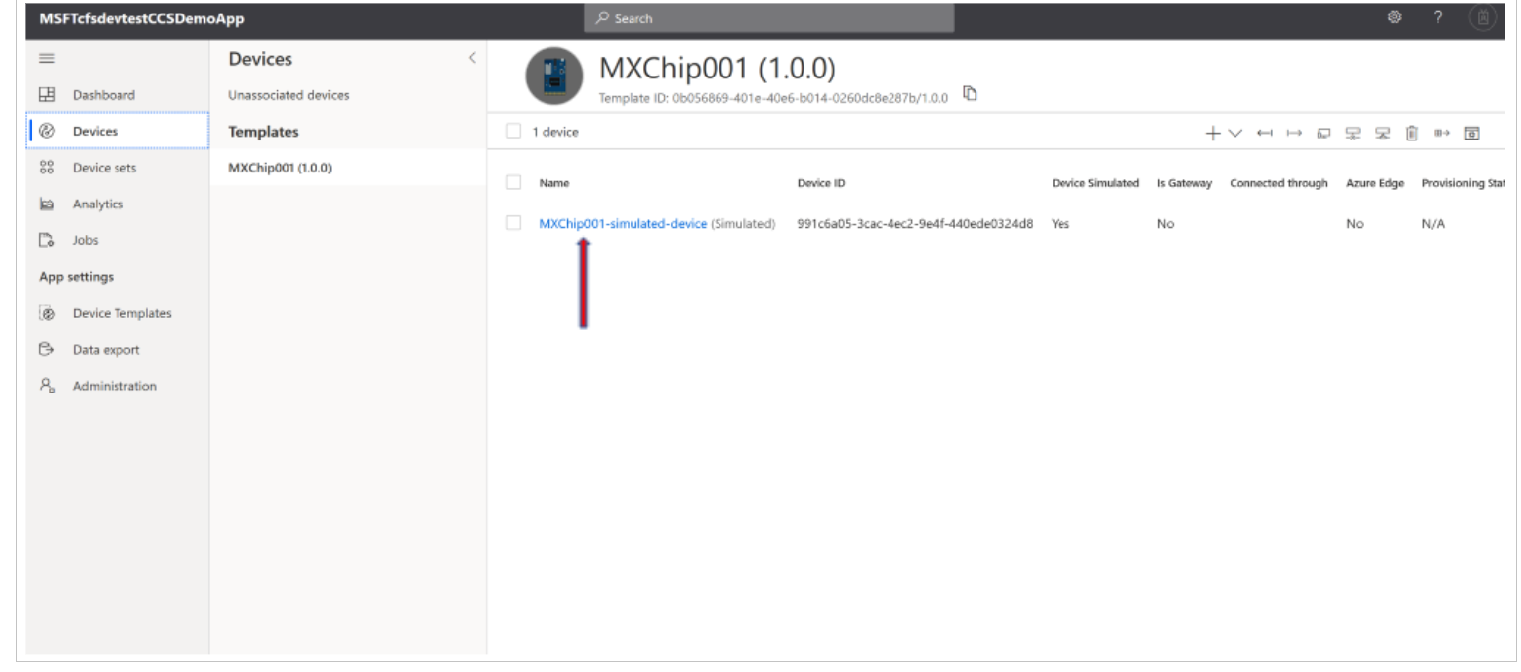 MSFTcfsdevtestCCSDemoApp
Search
?
Dashboard
Devices
Device sets
Analytics
Jobs
App settings
Device Templates
Data export
Administration
Devices
Unassociated devices
Templates
MXChip001 (1.0.0)
MXChip001 (1.0.0)
Template ID: 0b056869-401e-40e6-b014-0260dc8e287b/1.0.0
1 device
Name Device ID Device Simulated Is Gateway Connected through Azure Edge Provisioning Stat
MXChip001-simulated-device (Simulated) 991c6a05-3cac-4ec2-9e4f-440ede0324d8 Yes No No N/A